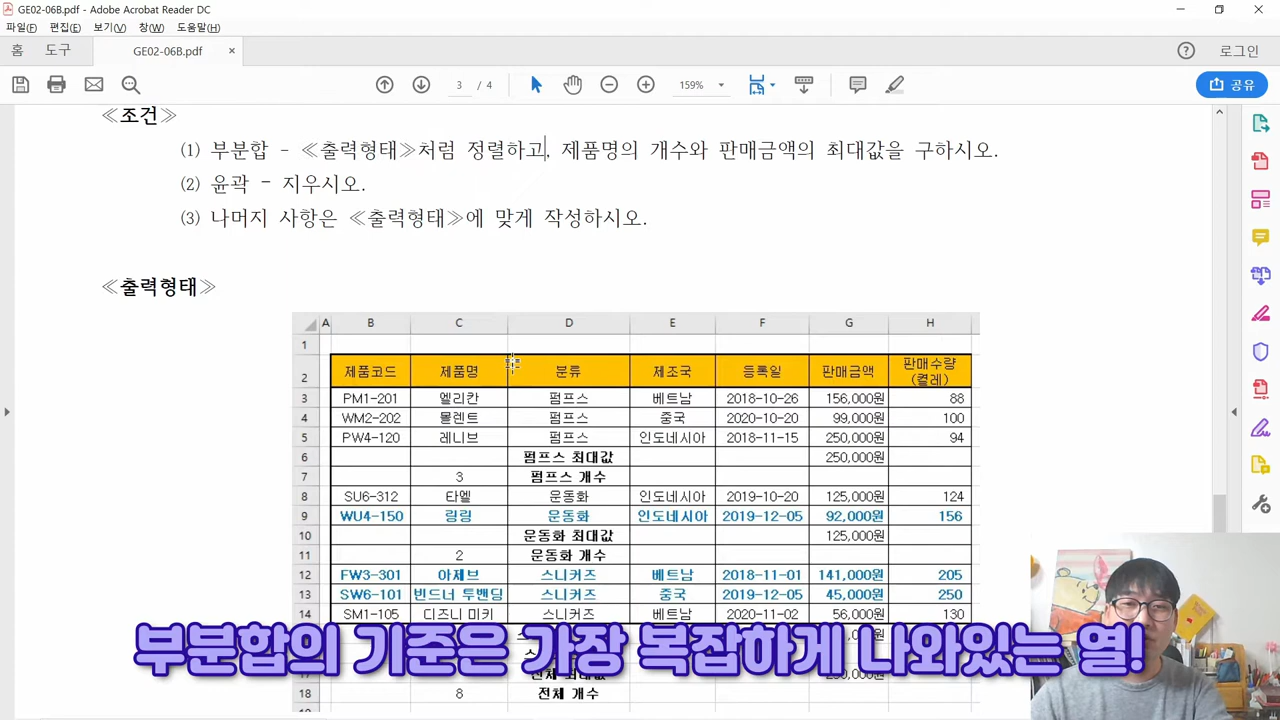 GE02-06B.pdf - Adobe Acrobat Reader DC
파일(F) 편집(E) 보기(V) 창(W) 도움말(H)
홈 도구 GE02-06B.pdf × 로그인
3 / 4 159% 공유
≪조건≫
(1) 부분합 - ≪출력형태≫처럼 정렬하고, 제품명의 개수와 판매금액의 최대값을 구하시오.
(2) 윤곽 - 지우시오.
(3) 나머지 사항은 ≪출력형태≫에 맞게 작성하시오.
≪출력형태≫
A B C D E F G H
1
2 제품코드 제품명 분류 제조국 등록일 판매금액 판매수량 (켤레)
3 PM1-201 엘리칸 펌프스 베트남 2018-10-26 156,000원 88
4 WM2-202 몰렌트 펌프스 중국 2020-10-20 99,000원 100
5 PW4-120 레니브 펌프스 인도네시아 2018-11-15 250,000원 94
6 펌프스 최대값 250,000원
7 3 펌프스 개수
8 SU6-312 타엘 운동화 인도네시아 2019-10-20 125,000원 124
9 WU4-150 링링 운동화 인도네시아 2019-12-05 92,000원 156
10 운동화 최대값 125,000원
11 2 운동화 개수
12 FW3-301 아제브 스니커즈 베트남 2018-11-01 141,000원 205
13 SW6-101 빈드너 투밴딩 스니커즈 중국 2019-12-05 45,000원 250
14 SM1-105 디즈니 미키 스니커즈 베트남 2020-11-02 56,000원 130
부분합의 기준은 가장 복잡하게 나와있는 열!
전체 최대값
18 8 전체 개수